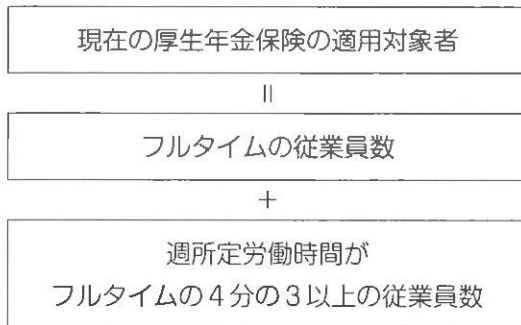 現在の厚生年金保険の適用対象者
＝
フルタイムの従業員数
＋
週所定労働時間が
フルタイムの4分の3以上の従業員数